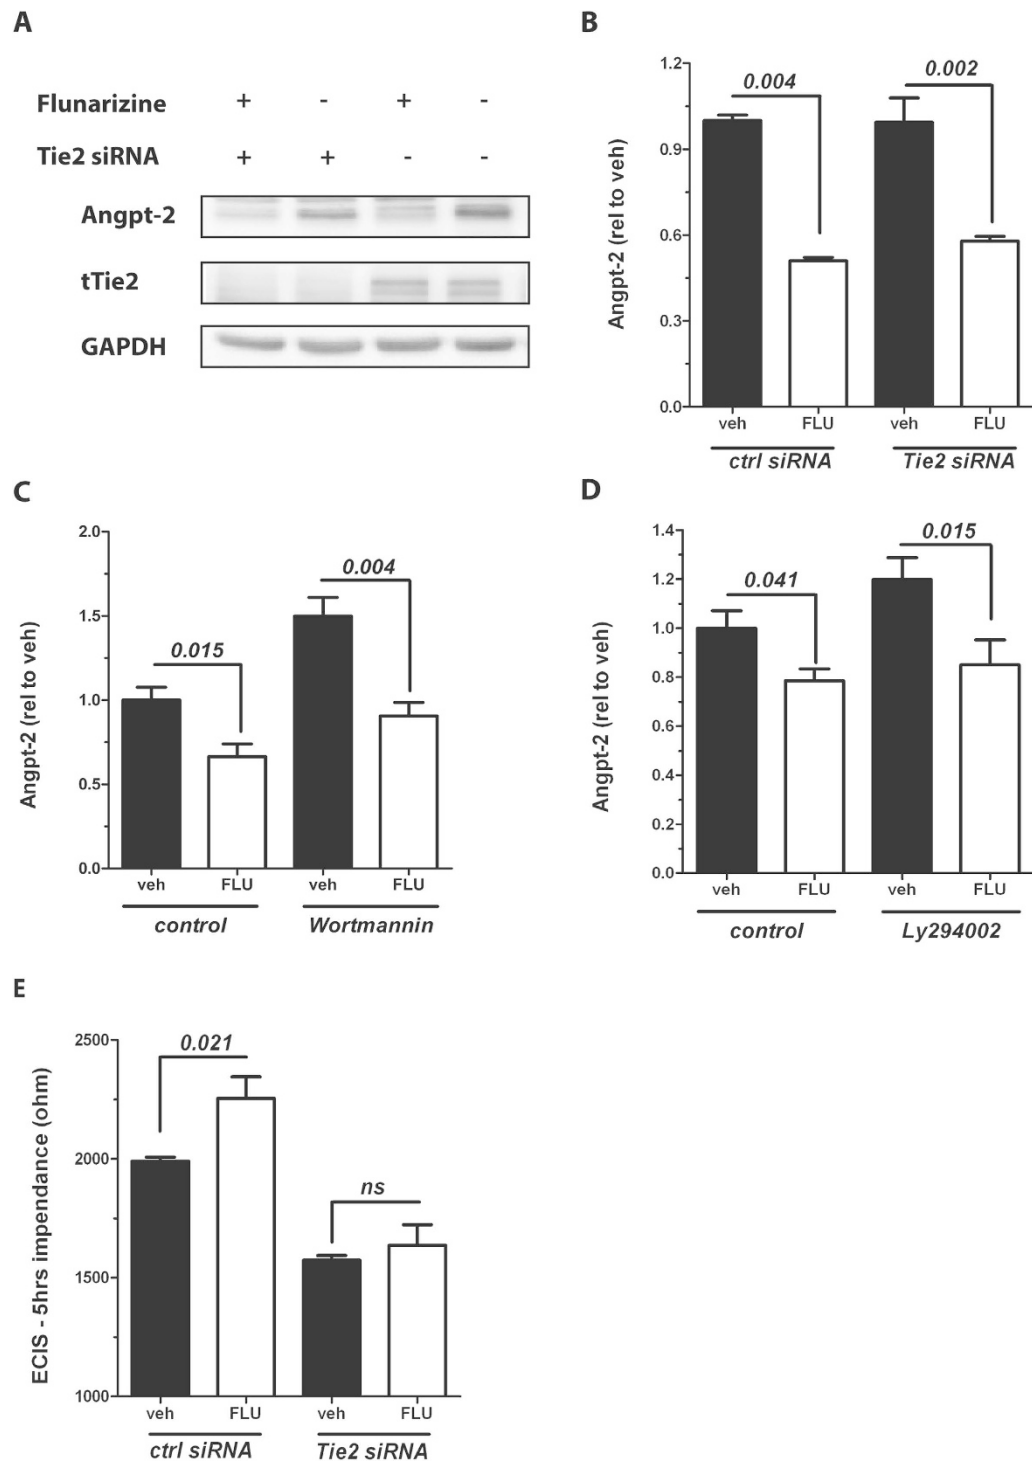 A
Flunarizine + - + -
Tie2 siRNA + + - -
Angpt-2
tTie2
GAPDH
B
Angpt-2 (rel to veh)
1.2
0.9
0.6
0.3
0.0
0.004
0.002
veh FLU veh FLU
ctrl siRNA Tie2 siRNA
C
Angpt-2 (rel to veh)
2.0
1.5
1.0
0.5
0.0
0.015
0.004
veh FLU veh FLU
control Wortmannin
D
Angpt-2 (rel to veh)
1.4
1.2
1.0
0.8
0.6
0.4
0.2
0.0
0.041
0.015
veh FLU veh FLU
control Ly294002
E
ECIS - 5hrs impendance (ohm)
2500
2000
1500
1000
0.021
ns
veh FLU veh FLU
ctrl siRNA Tie2 siRNA